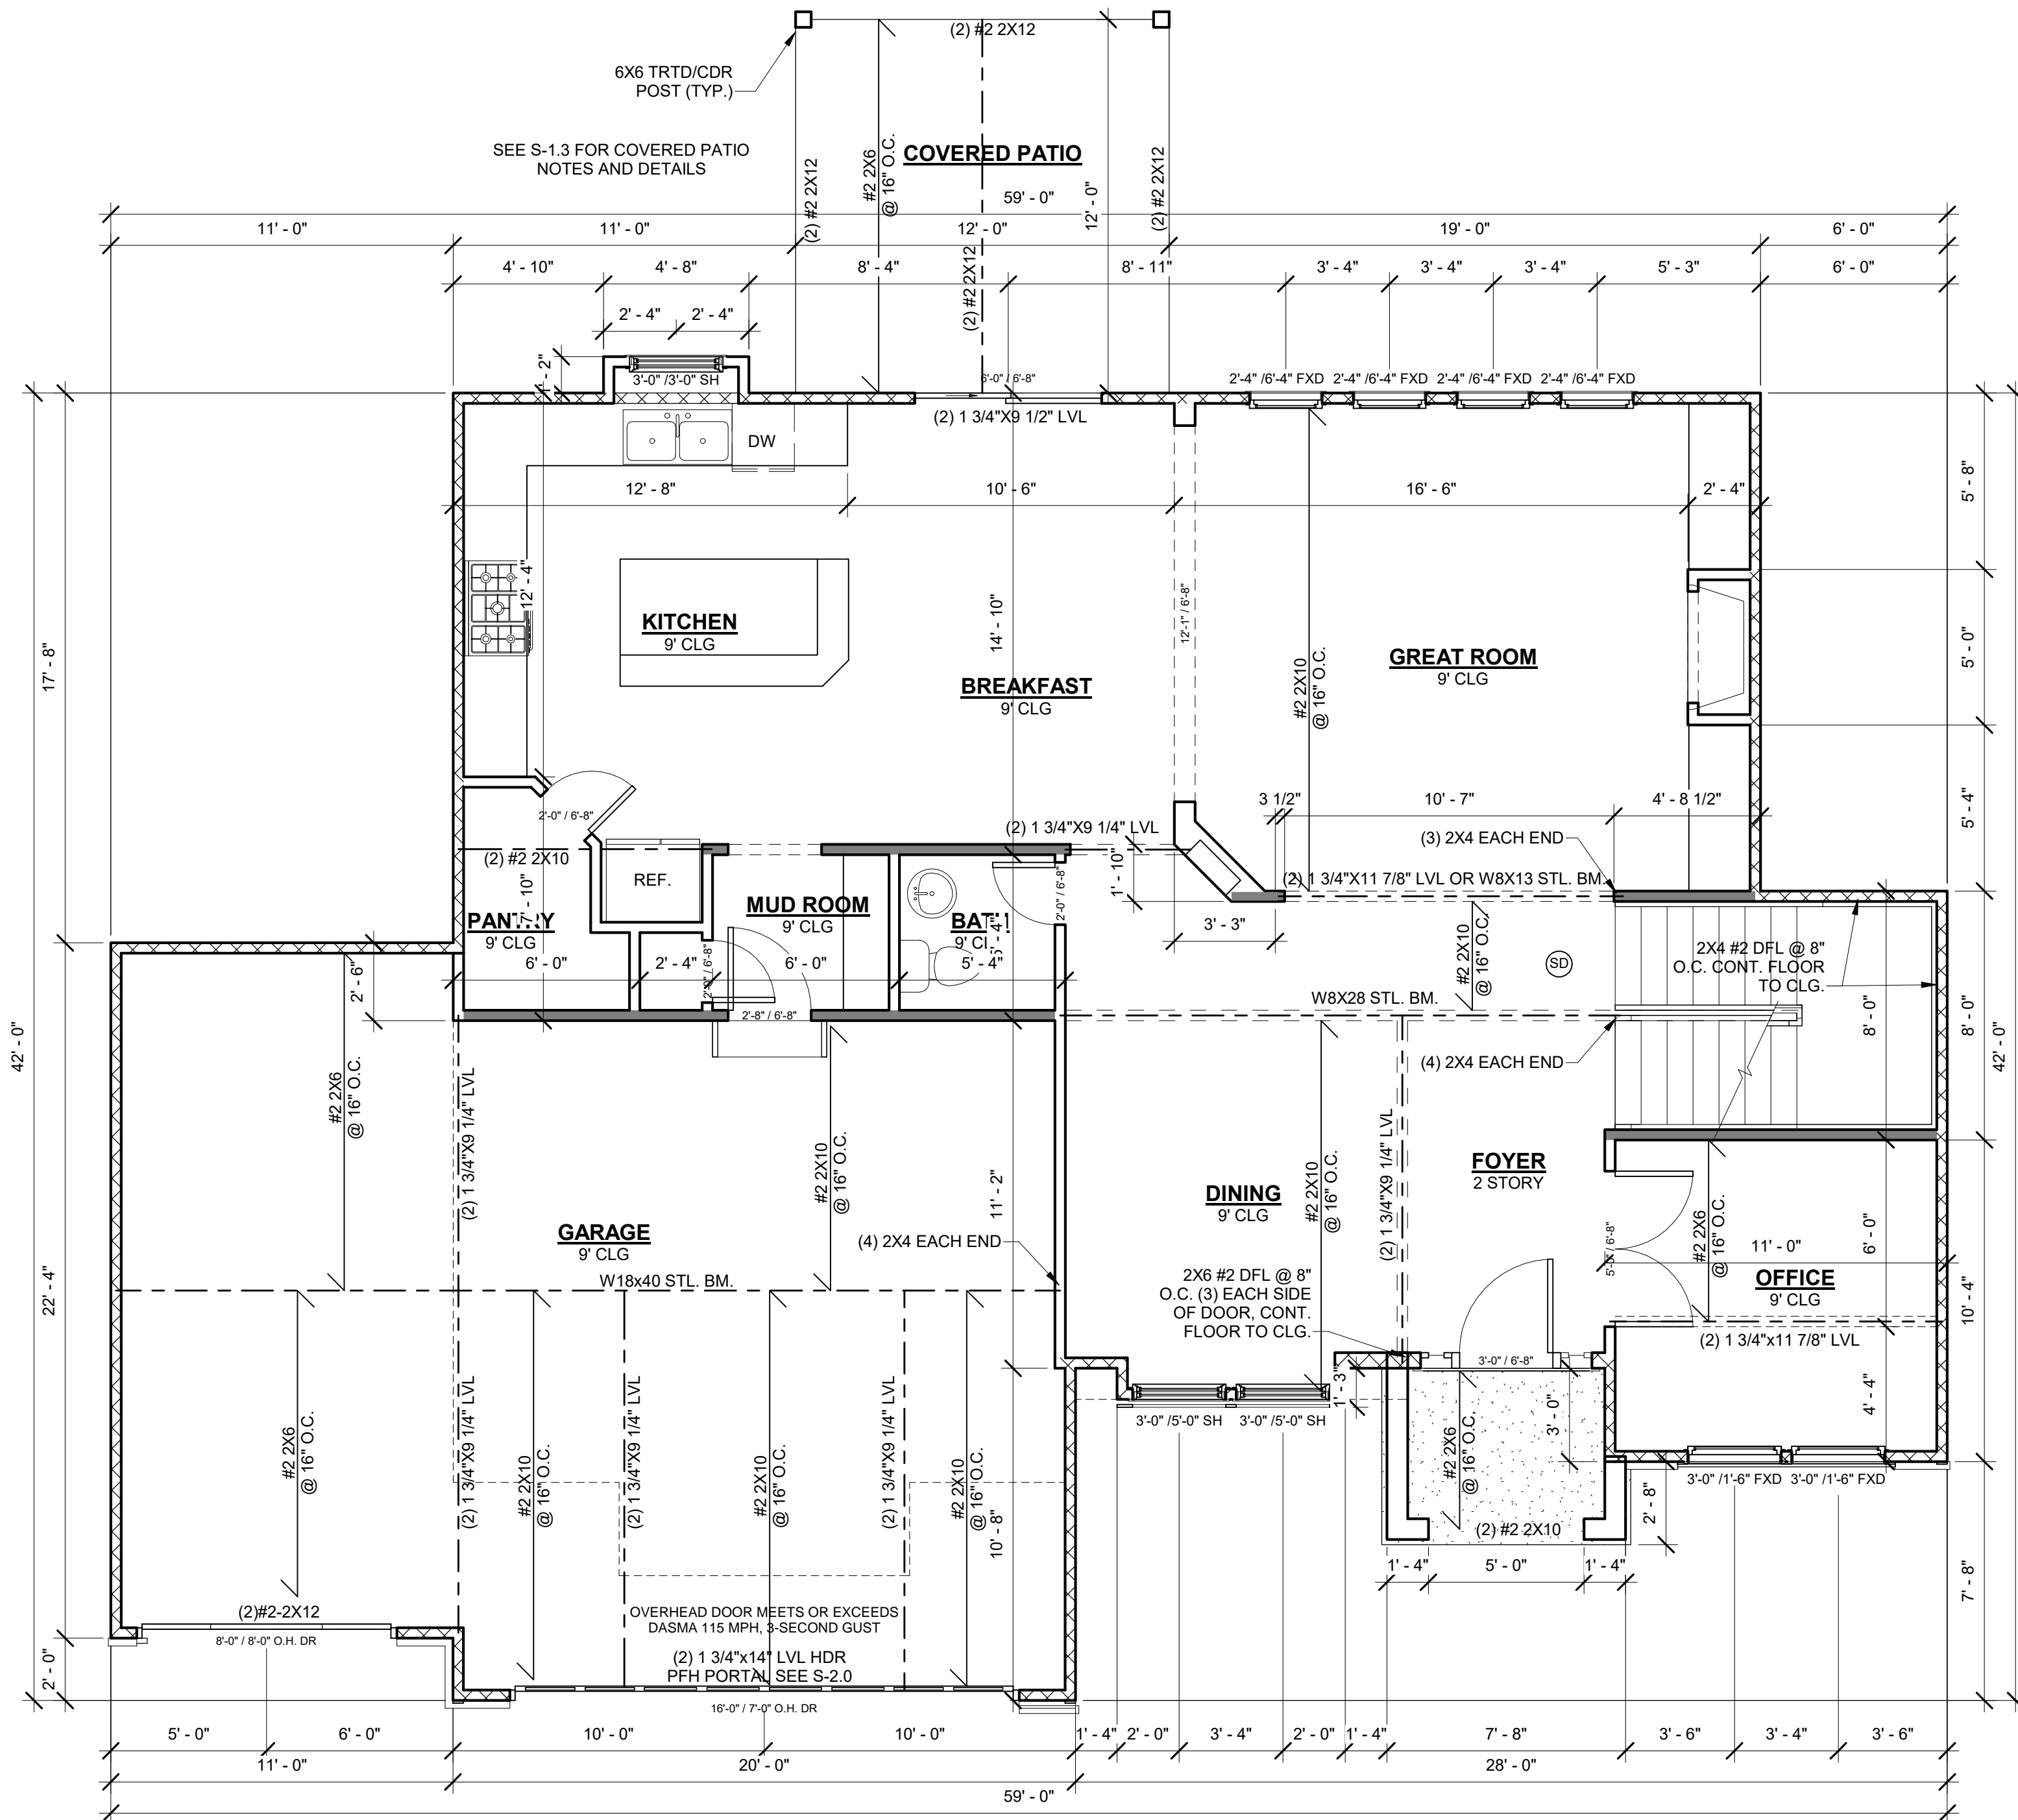 (2) #2 2X12
6X6 TRTD/CDR
POST (TYP.)
SEE S-1.3 FOR COVERED PATIO
NOTES AND DETAILS
(2) #2 2X12
#2 2X6
@ 16" O.C.
COVERED PATIO
12' - 0"
(2) #2 2X12
59' - 0"
11' - 0"
11' - 0"
12' - 0"
19' - 0"
6' - 0"
4' - 10"
4' - 8"
8' - 4"
(2) #2 2X12
8' - 11"
3' - 4"
3' - 4"
3' - 4"
5' - 3"
6' - 0"
2' - 4"
2' - 4"
1' - 2"
3'-0" /3'-0" SH
6'-0" / 6'-8"
2'-4" /6'-4" FXD
2'-4" /6'-4" FXD
2'-4" /6'-4" FXD
2'-4" /6'-4" FXD
(2) 1 3/4"X9 1/2" LVL
DW
12' - 8"
10' - 6"
16' - 6"
2' - 4"
5' - 8"
12' - 4"
KITCHEN
9' CLG
14' - 10"
BREAKFAST
9' CLG
12'-1" / 6'-8"
#2 2X10
@ 16" O.C.
GREAT ROOM
9' CLG
5' - 0"
17' - 8"
42' - 0"
2'-0" / 6'-8"
3 1/2"
10' - 7"
4' - 8 1/2"
5' - 4"
(2) 1 3/4"X9 1/4" LVL
(3) 2X4 EACH END
(2) #2 2X10
REF.
1' - 10"
(2) 1 3/4"X11 7/8" LVL OR W8X13 STL. BM.
7' - 10"
PANTRY
9' CLG
MUD ROOM
9' CLG
BATH
2'-0" / 6'-8"
3' - 3"
6' - 0"
2' - 4"
2'-0" / 6'-8"
6' - 0"
5' - 4"
2' - 6"
2'-8" / 6'-8"
#2 2X10
@ 16" O.C.
SD
2X4 #2 DFL @ 8"
O.C. CONT. FLOOR
TO CLG.
W8X28 STL. BM.
8' - 0"
8' - 0"
42' - 0"
(4) 2X4 EACH END
#2 2X6
@ 16" O.C.
(2) 1 3/4"X9 1/4" LVL
#2 2X10
@ 16" O.C.
11' - 2"
GARAGE
9' CLG
(4) 2X4 EACH END
W18x40 STL. BM.
DINING
9' CLG
#2 2X10
@ 16" O.C.
(2) 1 3/4"X9 1/4" LVL
FOYER
2 STORY
5'-0" / 6'-8"
#2 2X6
@ 16" O.C.
11' - 0"
OFFICE
9' CLG
6' - 0"
10' - 4"
(2) 1 3/4"x11 7/8" LVL
2X6 #2 DFL @ 8"
O.C. (3) EACH SIDE
OF DOOR, CONT.
FLOOR TO CLG.
3'-0" / 6'-8"
22' - 4"
#2 2X6
@ 16" O.C.
(2) 1 3/4"X9 1/4" LVL
#2 2X10
@ 16" O.C.
(2) 1 3/4"X9 1/4" LVL
#2 2X10
@ 16" O.C.
(2) 1 3/4"X9 1/4" LVL
#2 2X10
@ 16" O.C.
10' - 8"
1' - 3"
3'-0" /5'-0" SH
3'-0" /5'-0" SH
#2 2X6
@ 16" O.C.
3' - 0"
4' - 4"
3'-0" /1'-6" FXD
3'-0" /1'-6" FXD
2' - 8"
(2) #2 2X10
1' - 4"
5' - 0"
1' - 4"
7' - 8"
(2)#2-2X12
8'-0" / 8'-0" O.H. DR
OVERHEAD DOOR MEETS OR EXCEEDS
DASMA 115 MPH, 3-SECOND GUST
(2) 1 3/4"x14" LVL HDR
PFH PORTAL SEE S-2.0
16'-0" / 7'-0" O.H. DR
2' - 0"
5' - 0"
6' - 0"
10' - 0"
10' - 0"
1' - 4"
2' - 0"
3' - 4"
2' - 0"
1' - 4"
7' - 8"
3' - 6"
3' - 4"
3' - 6"
11' - 0"
20' - 0"
28' - 0"
59' - 0"